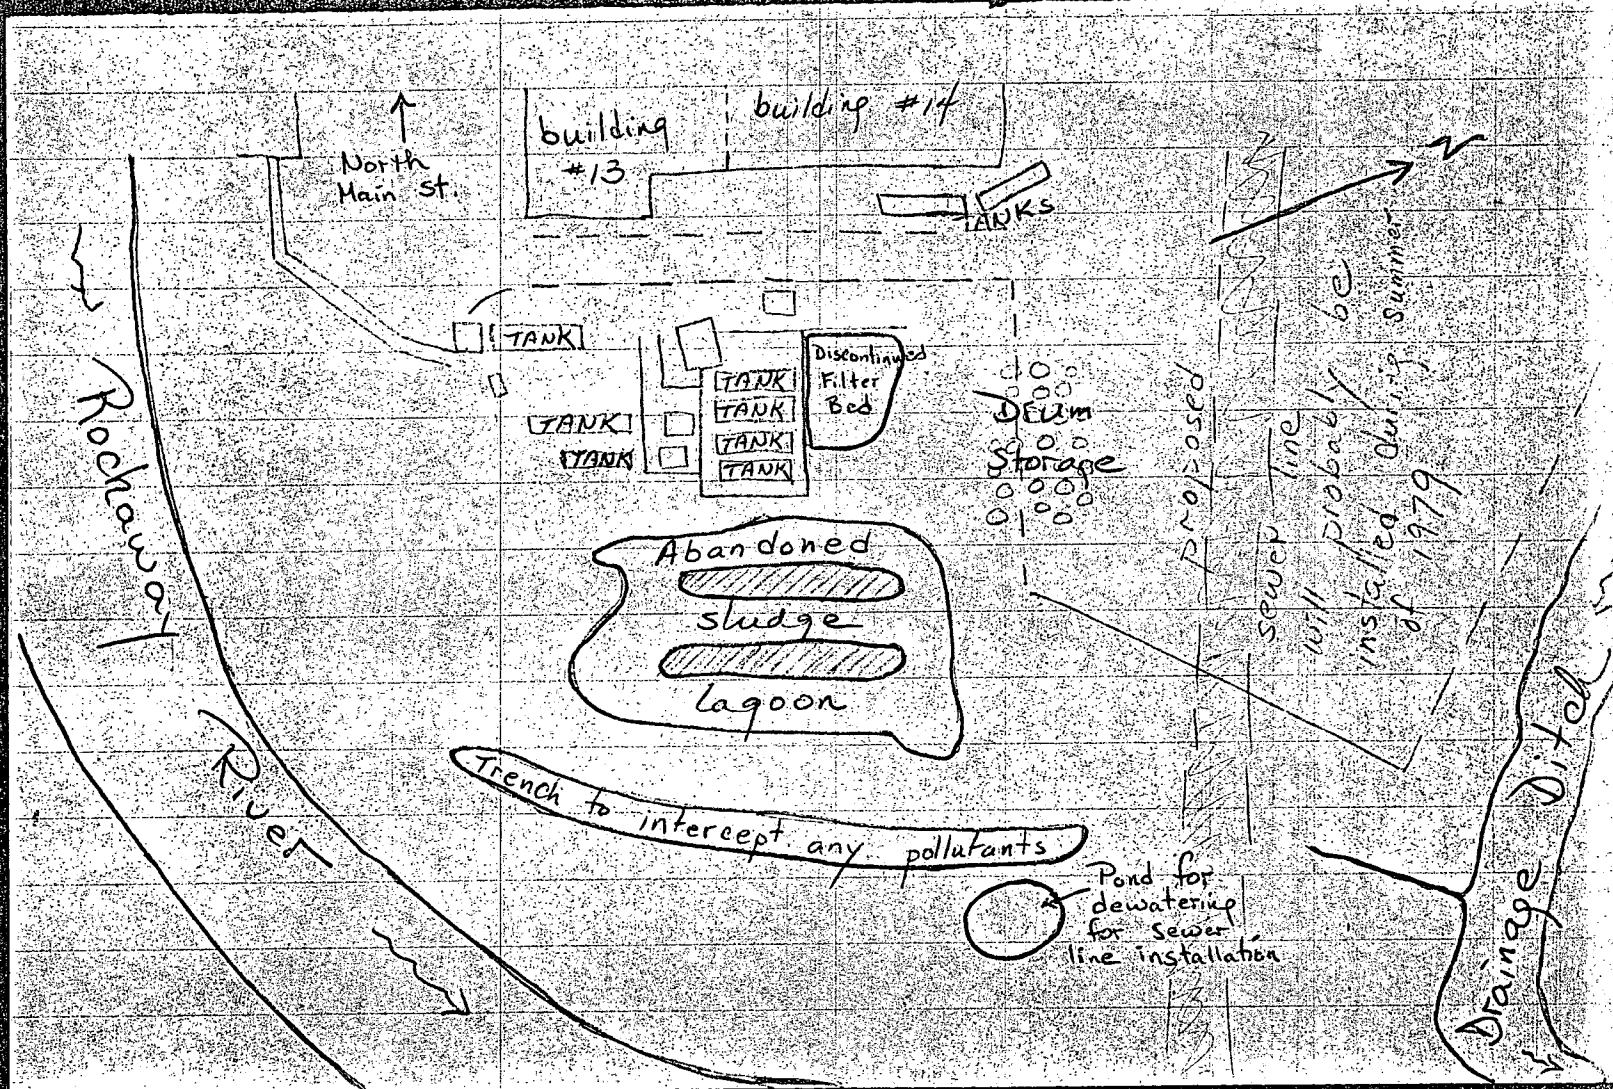 building #14
building
#13
North
Main st.
N
TANKS
TANK
Discontinued
Filter
Bed
TANK
TANK
TANK
TANK
TANK
TANK
Drum
Storage
proposed
sewer line
will probably be
installed during summer
of 1979
Rochaway
River
Abandoned
sludge
lagoon
Trench to intercept any pollutants
Pond for
dewatering
for sewer
line installation
Drainage Ditch